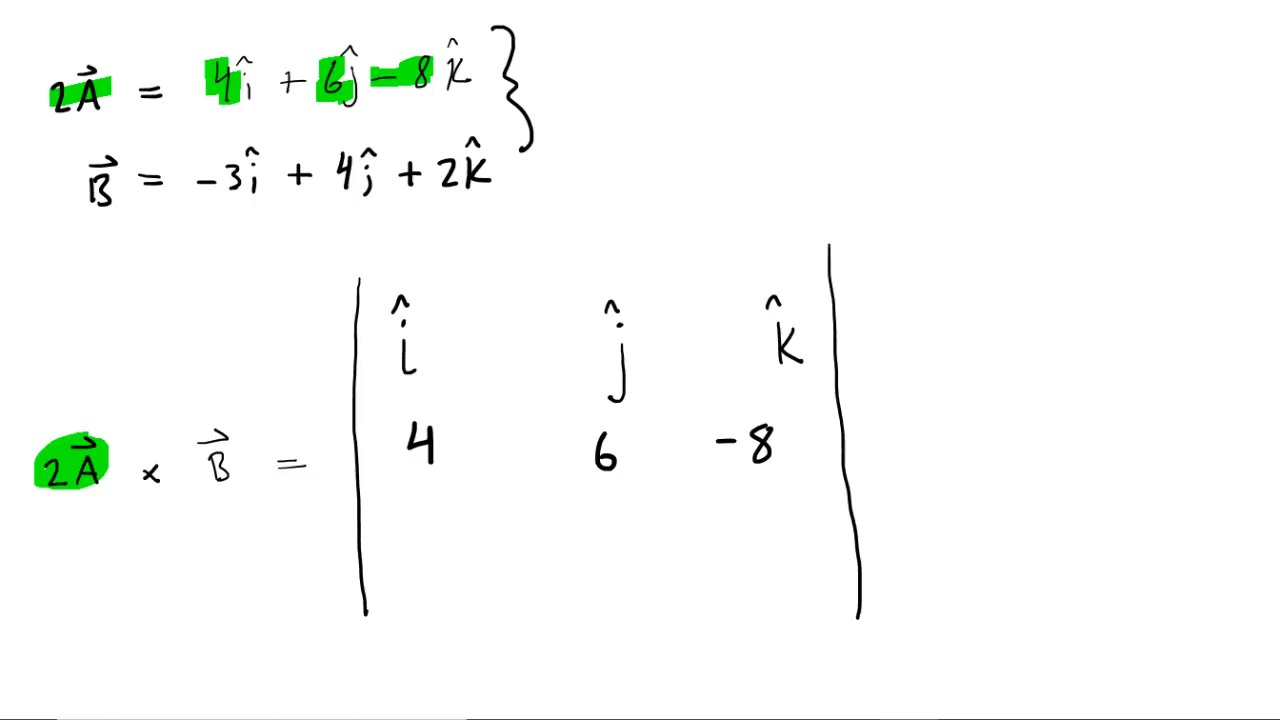 2A⃗ = 4î + 6ĵ - 8k̂ }
B⃗ = -3î + 4ĵ + 2k̂
î ĵ k̂
2A⃗ × B⃗ = | 4 6 -8 |